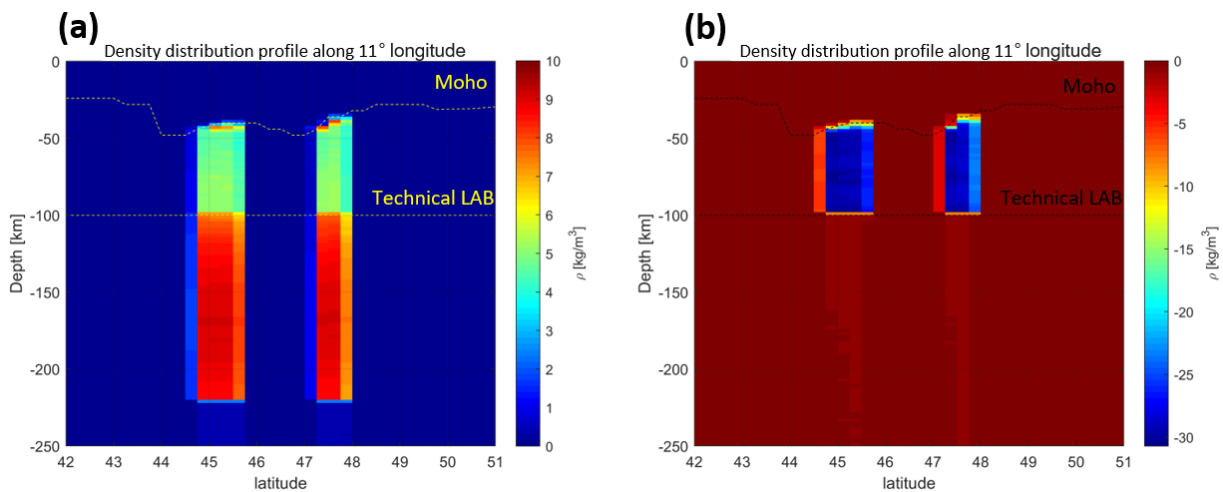 (a)
Density distribution profile along 11° longitude
0
-50
-100
-150
-200
-250
Depth [km]
Moho
Technical LAB
42 43 44 45 46 47 48 49 50 51
latitude
10
9
8
7
6
5
4
3
2
1
0
ρ [kg/m³]
(b)
Density distribution profile along 11° longitude
0
-50
-100
-150
-200
-250
Depth [km]
Moho
Technical LAB
42 43 44 45 46 47 48 49 50 51
latitude
0
-5
-10
-15
-20
-25
-30
ρ [kg/m³]